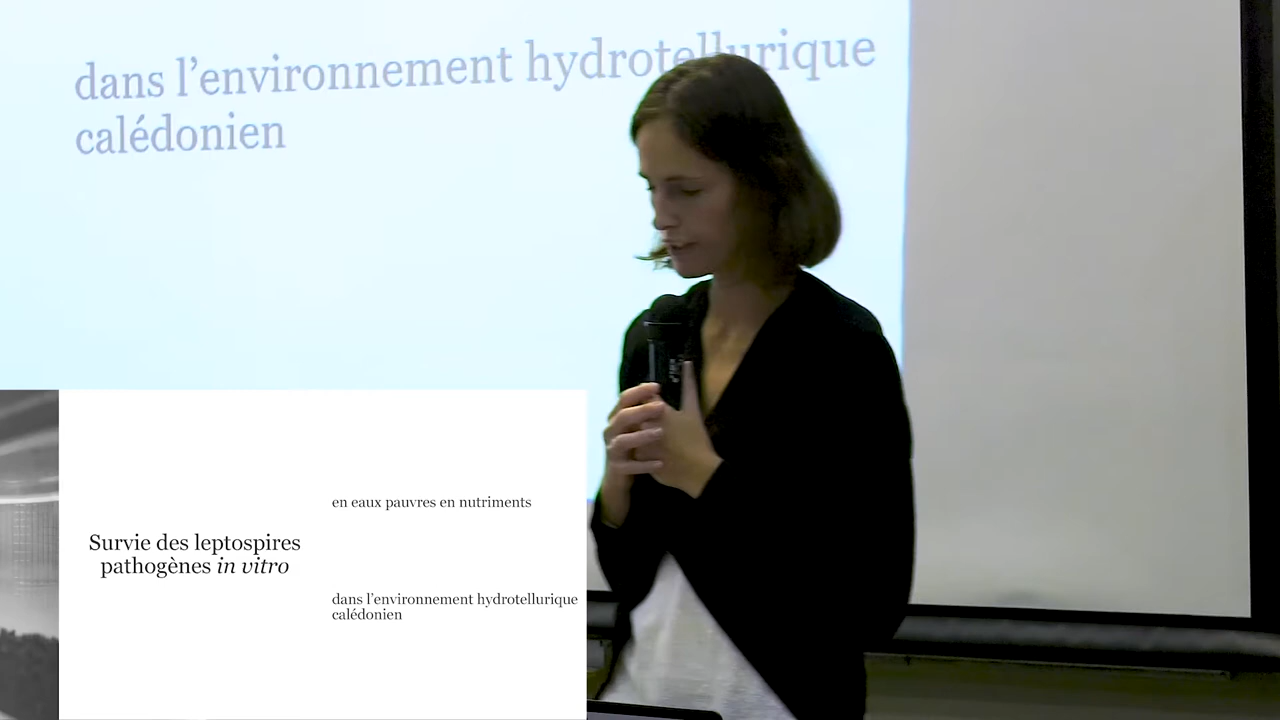 dans l’environnement hydrotellurique
calédonien
en eaux pauvres en nutriments
Survie des leptospires
pathogènes in vitro
dans l’environnement hydrotellurique
calédonien